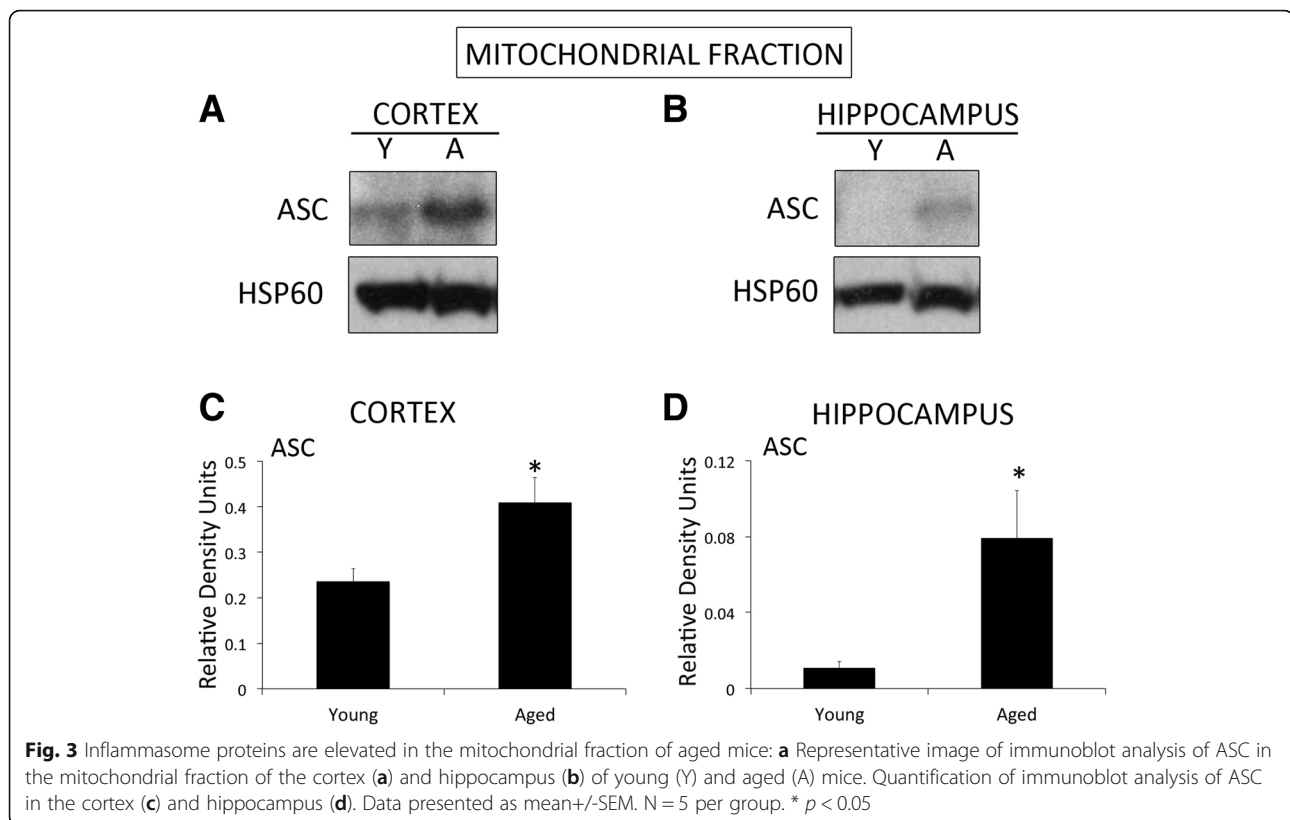 MITOCHONDRIAL FRACTION
A
CORTEX
Y A
ASC
HSP60
B
HIPPOCAMPUS
Y A
ASC
HSP60
C
CORTEX
ASC
Relative Density Units
0.5
0.4
0.3
0.2
0.1
0
*
Young Aged
D
HIPPOCAMPUS
ASC
Relative Density Units
0.12
0.08
0.04
0
*
Young Aged
Fig. 3 Inflammasome proteins are elevated in the mitochondrial fraction of aged mice: a Representative image of immunoblot analysis of ASC in
the mitochondrial fraction of the cortex (a) and hippocampus (b) of young (Y) and aged (A) mice. Quantification of immunoblot analysis of ASC
in the cortex (c) and hippocampus (d). Data presented as mean+/-SEM. N = 5 per group. * p < 0.05